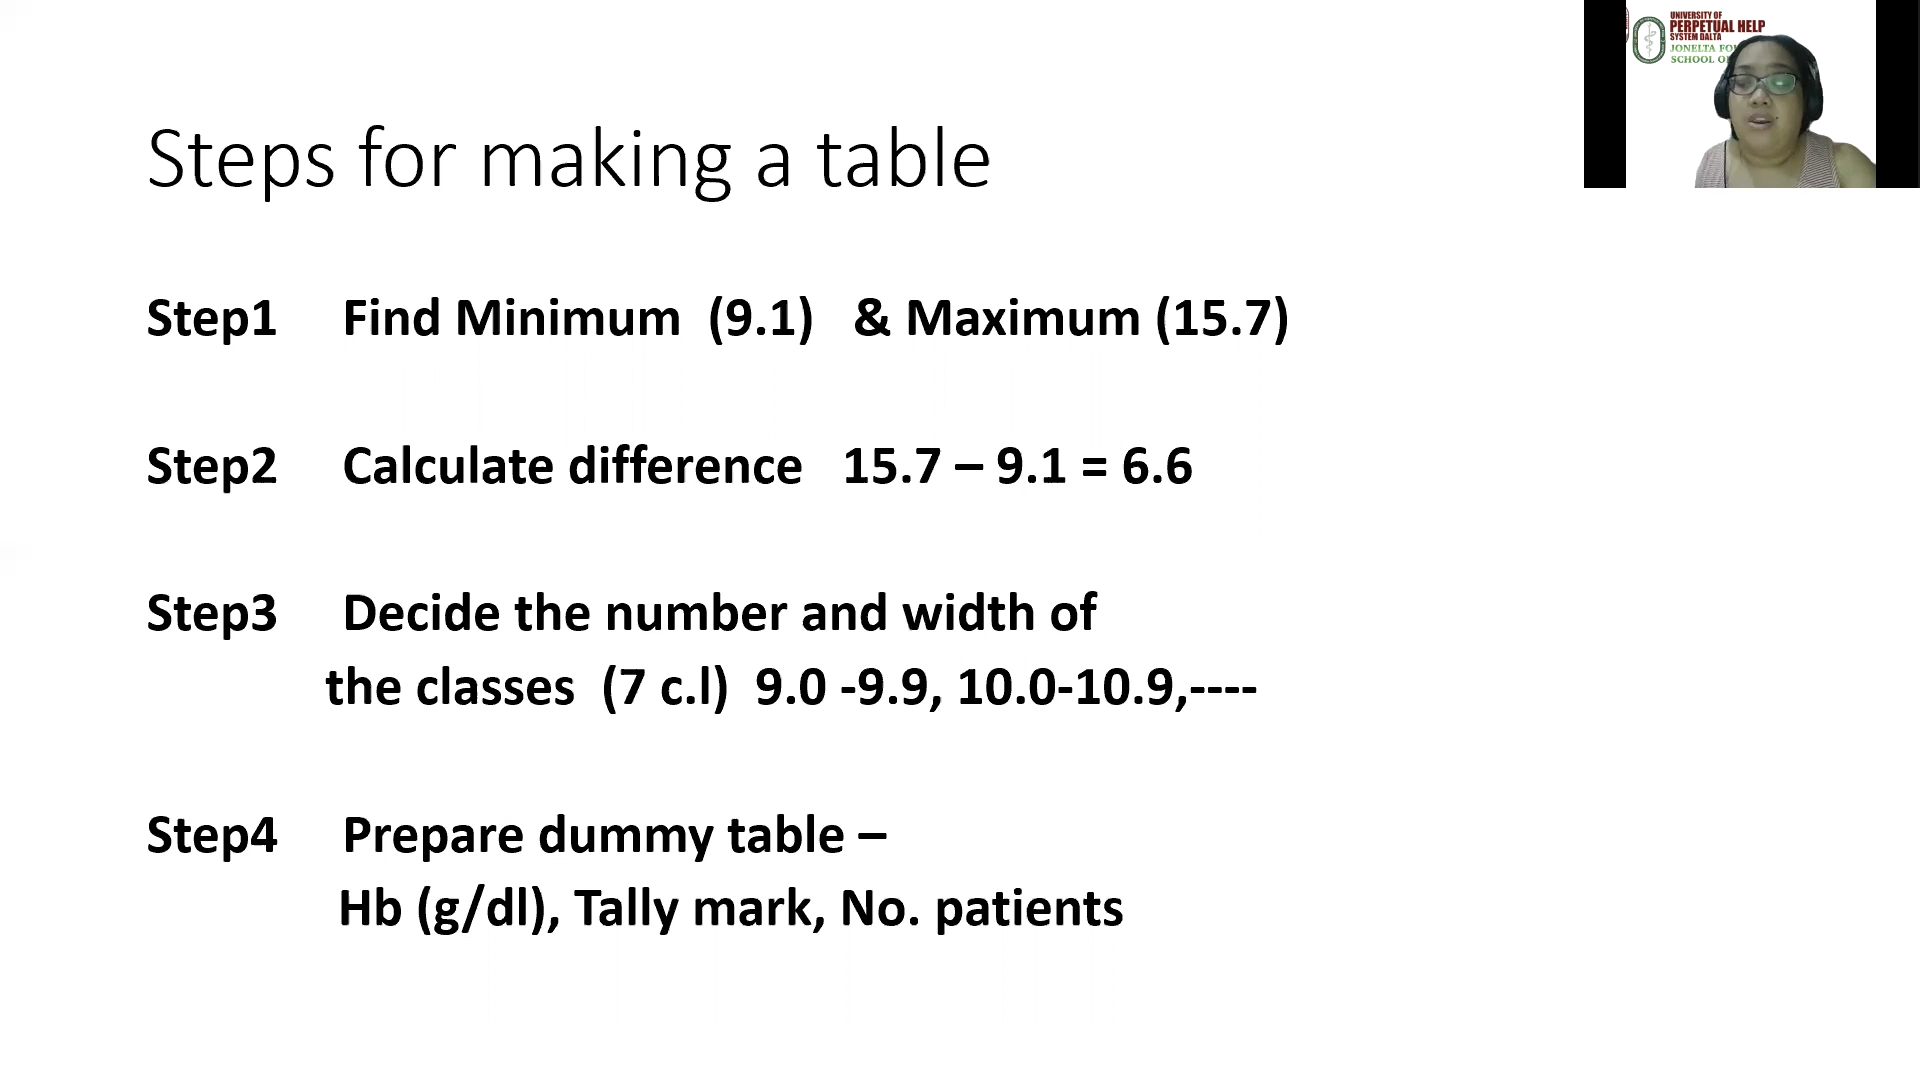 UNIVERSITY OF
PERPETUAL HELP
SYSTEM DALTA
JONELTA
SCHOOL
Steps for making a table
Step1 Find Minimum (9.1) & Maximum (15.7)
Step2 Calculate difference 15.7 – 9.1 = 6.6
Step3 Decide the number and width of
the classes (7 c.l) 9.0 -9.9, 10.0-10.9,----
Step4 Prepare dummy table –
Hb (g/dl), Tally mark, No. patients